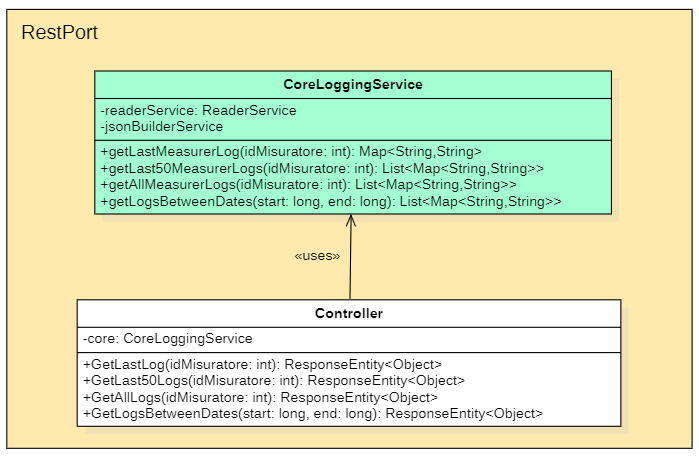 RestPort
CoreLoggingService
-readerService: ReaderService
-jsonBuilderService
+getLastMeasurerLog(idMisuratore: int): Map<String,String>
+getLast50MeasurerLogs(idMisuratore: int): List<Map<String,String>>
+getAllMeasurerLogs(idMisuratore: int): List<Map<String,String>>
+getLogsBetweenDates(start: long, end: long): List<Map<String,String>>
«uses»
Controller
-core: CoreLoggingService
+GetLastLog(idMisuratore: int): ResponseEntity<Object>
+GetLast50Logs(idMisuratore: int): ResponseEntity<Object>
+GetAllLogs(idMisuratore: int): ResponseEntity<Object>
+GetLogsBetweenDates(start: long, end: long): ResponseEntity<Object>